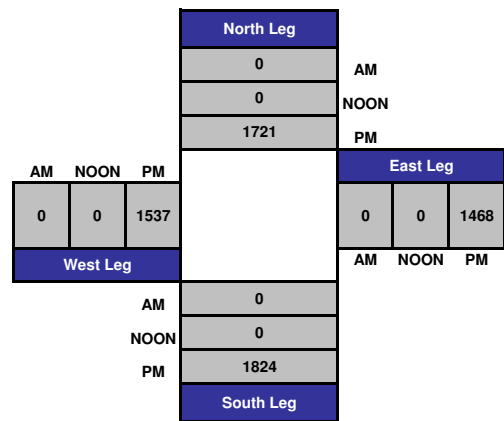 North Leg
0 AM
0 NOON
1721 PM
AM NOON PM East Leg
0 0 1537 0 0 1468
West Leg AM NOON PM
AM 0
NOON 0
PM 1824
South Leg